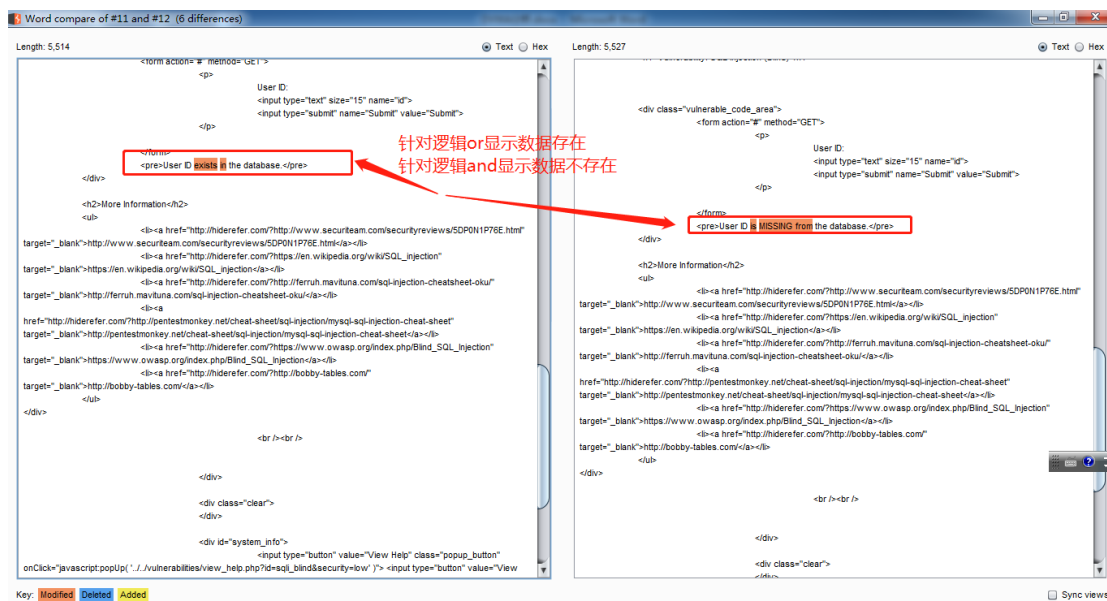 Word compare of #11 and #12 (6 differences)
Length: 5,514
Text
Hex
<form action="#" method="GET">
<p>
User ID:
<input type="text" size="15" name="id">
<input type="submit" name="Submit" value="Submit">
</p>
</form>
<pre>User ID exists in the database.</pre>
</div>
<h2>More Information</h2>
<ul>
<li><a href="http://hiderefer.com/?http://www.securiteam.com/securityreviews/5DP0N1P76E.html"
target="_blank">http://www.securiteam.com/securityreviews/5DP0N1P76E.html</a></li>
<li><a href="http://hiderefer.com/?https://en.wikipedia.org/wiki/SQL_injection"
target="_blank">https://en.wikipedia.org/wiki/SQL_injection</a></li>
<li><a href="http://hiderefer.com/?http://ferruh.mavituna.com/sql-injection-cheatsheet-oku/"
target="_blank">http://ferruh.mavituna.com/sql-injection-cheatsheet-oku/</a></li>
<li><a
href="http://hiderefer.com/?http://pentestmonkey.net/cheat-sheet/sql-injection/mysql-sql-injection-cheat-sheet"
target="_blank">http://pentestmonkey.net/cheat-sheet/sql-injection/mysql-sql-injection-cheat-sheet</a></li>
<li><a href="http://hiderefer.com/?https://www.owasp.org/index.php/Blind_SQL_Injection"
target="_blank">https://www.owasp.org/index.php/Blind_SQL_Injection</a></li>
<li><a href="http://hiderefer.com/?http://bobby-tables.com/"
target="_blank">http://bobby-tables.com/</a></li>
</ul>
</div>
<br /><br />
</div>
<div class="clear">
</div>
<div id="system_info">
<input type="button" value="View Help" class="popup_button"
onClick="javascript:popUp( '../../vulnerabilities/view_help.php?id=sqli_blind&security=low' )"> <input type="button" value="View
针对逻辑or显示数据存在
针对逻辑and显示数据不存在
Length: 5,527
Text
Hex
<div class="vulnerable_code_area">
<form action="#" method="GET">
<p>
User ID:
<input type="text" size="15" name="id">
<input type="submit" name="Submit" value="Submit">
</p>
</form>
<pre>User ID is MISSING from the database.</pre>
</div>
<h2>More Information</h2>
<ul>
<li><a href="http://hiderefer.com/?http://www.securiteam.com/securityreviews/5DP0N1P76E.html"
target="_blank">http://www.securiteam.com/securityreviews/5DP0N1P76E.html</a></li>
<li><a href="http://hiderefer.com/?https://en.wikipedia.org/wiki/SQL_injection"
target="_blank">https://en.wikipedia.org/wiki/SQL_injection</a></li>
<li><a href="http://hiderefer.com/?http://ferruh.mavituna.com/sql-injection-cheatsheet-oku/"
target="_blank">http://ferruh.mavituna.com/sql-injection-cheatsheet-oku/</a></li>
<li><a
href="http://hiderefer.com/?http://pentestmonkey.net/cheat-sheet/sql-injection/mysql-sql-injection-cheat-sheet"
target="_blank">http://pentestmonkey.net/cheat-sheet/sql-injection/mysql-sql-injection-cheat-sheet</a></li>
<li><a href="http://hiderefer.com/?https://www.owasp.org/index.php/Blind_SQL_Injection"
target="_blank">https://www.owasp.org/index.php/Blind_SQL_Injection</a></li>
<li><a href="http://hiderefer.com/?http://bobby-tables.com/"
target="_blank">http://bobby-tables.com/</a></li>
</ul>
</div>
<br /><br />
</div>
<div class="clear">
</div>
Key: Modified Deleted Added
Sync views